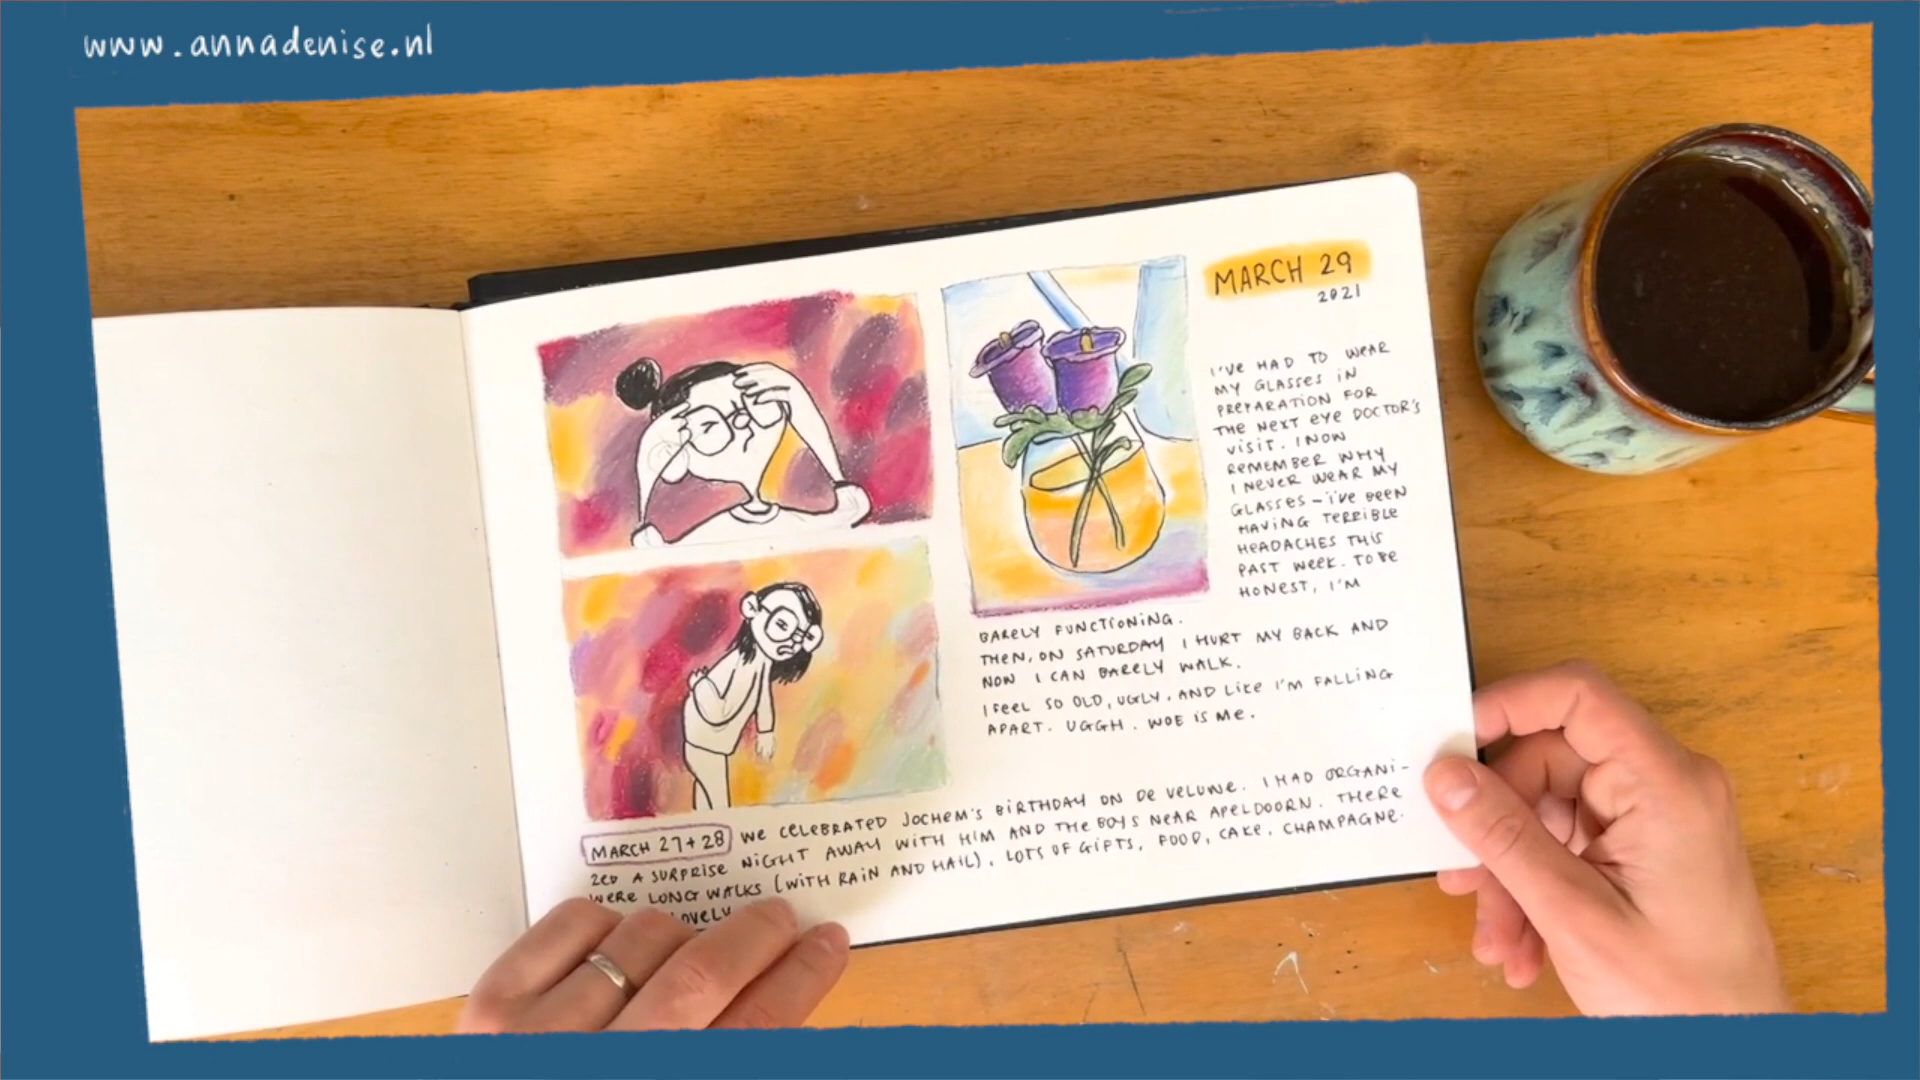 www.annadenise.nl
MARCH 29
2021
I'VE HAD TO WEAR
MY GLASSES IN
PREPARATION FOR
THE NEXT EYE DOCTOR'S
VISIT. I NOW
REMEMBER WHY
I NEVER WEAR MY
GLASSES - I'VE BEEN
HAVING TERRIBLE
HEADACHES THIS
PAST WEEK. TO BE
HONEST, I'M
BARELY FUNCTIONING.
THEN, ON SATURDAY I HURT MY BACK AND
NOW I CAN BARELY WALK.
I FEEL SO OLD, UGLY, AND LIKE I'M FALLING
APART. UGGH. WOE IS ME.
MARCH 27+28 WE CELEBRATED JOCHEM'S BIRTHDAY ON DE VELUWE. I HAD ORGANI-
ZED A SURPRISE NIGHT AWAY WITH HIM AND THE BOYS NEAR APELDOORN. THERE
WERE LONG WALKS (WITH RAIN AND HAIL), LOTS OF GIFTS, FOOD, CAKE, CHAMPAGNE.
LOVELY